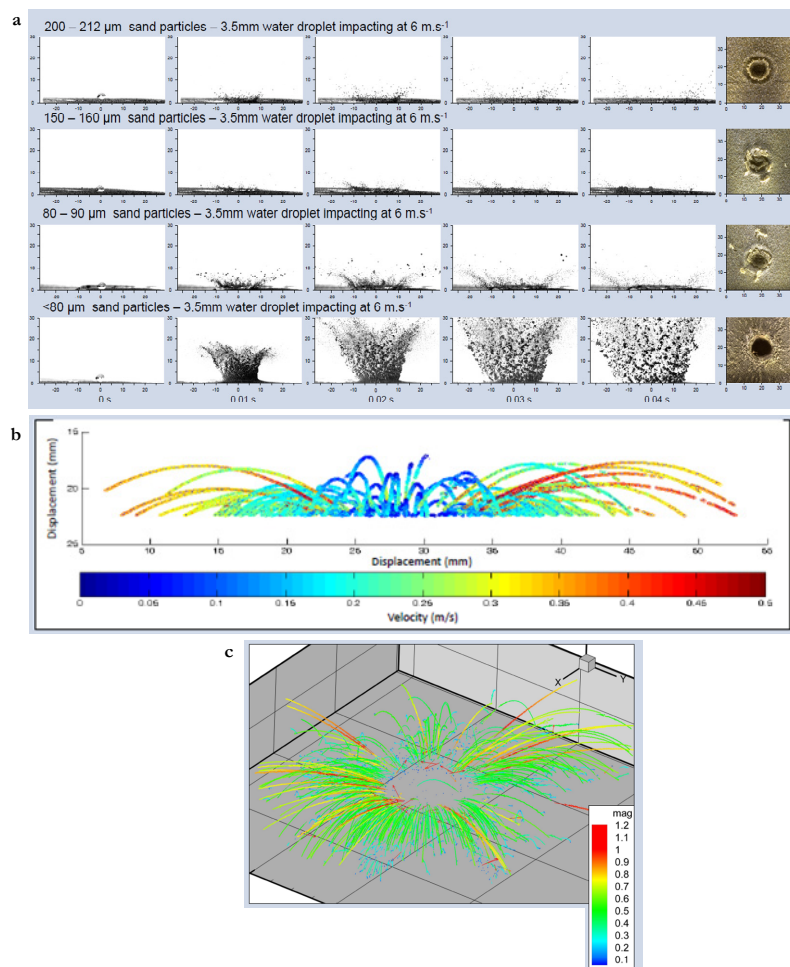 a
200 – 212 µm sand particles – 3.5mm water droplet impacting at 6 m.s-1
150 – 160 µm sand particles – 3.5mm water droplet impacting at 6 m.s-1
80 – 90 µm sand particles – 3.5mm water droplet impacting at 6 m.s-1
<80 µm sand particles – 3.5mm water droplet impacting at 6 m.s-1
0 s 0.01 s 0.02 s 0.03 s 0.04 s
b
Displacement (mm)
15
20
25
5 10 15 20 25 30 35 40 45 50 55
Displacement (mm)
0 0.05 0.1 0.15 0.2 0.25 0.3 0.35 0.4 0.45 0.5
Velocity (m/s)
c
X Y
mag
1.2
1
0.9
0.8
0.7
0.6
0.5
0.4
0.3
0.2
0.1